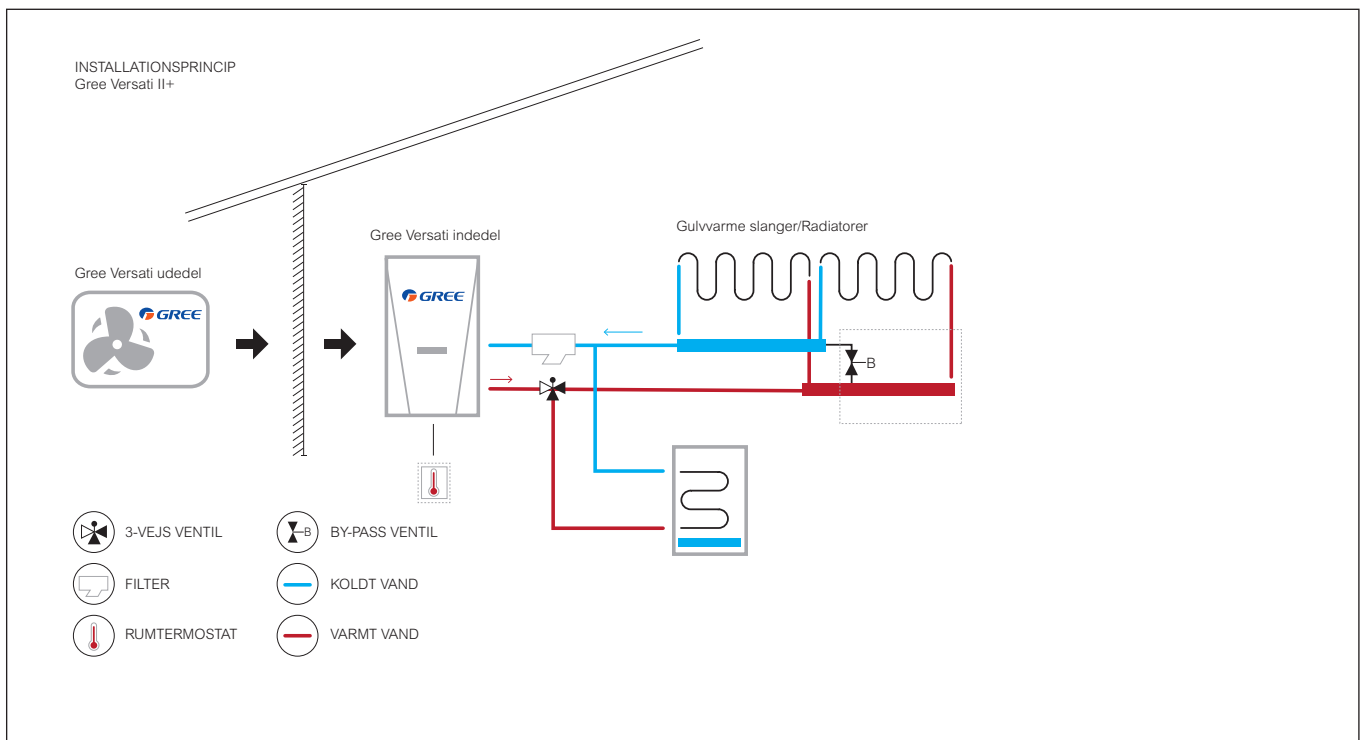 INSTALLATIONSPRINCIP
Gree Versati II+
Gulvvarme slanger/Radiatorer
Gree Versati indedel
Gree Versati udedel
GREE
GREE
B
3-VEJS VENTIL
B
BY-PASS VENTIL
FILTER
KOLDT VAND
RUMTERMOSTAT
VARMT VAND